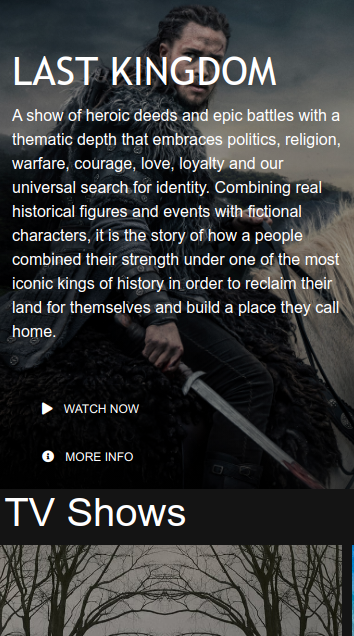 LAST KINGDOM
A show of heroic deeds and epic battles with a
thematic depth that embraces politics, religion,
warfare, courage, love, loyalty and our
universal search for identity. Combining real
historical figures and events with fictional
characters, it is the story of how a people
combined their strength under one of the most
iconic kings of history in order to reclaim their
land for themselves and build a place they call
home.
WATCH NOW
MORE INFO
TV Shows